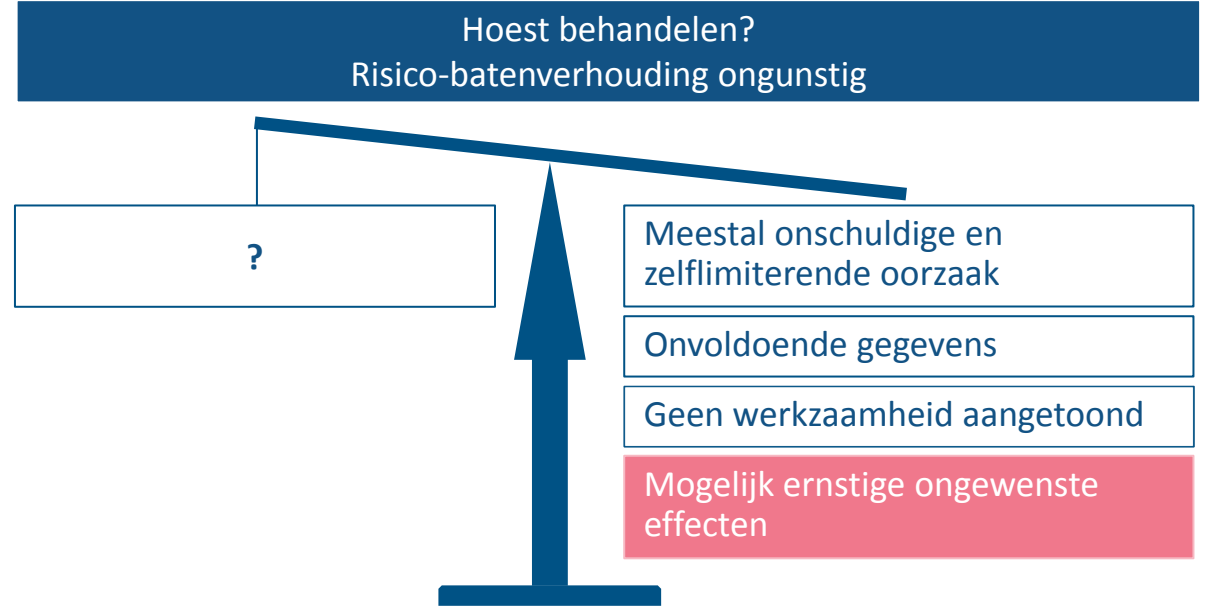 Hoest behandelen?
Risico-batenverhouding ongunstig
?
Meestal onschuldige en
zelflimiterende oorzaak
Onvoldoende gegevens
Geen werkzaamheid aangetoond
Mogelijk ernstige ongewenste
effecten